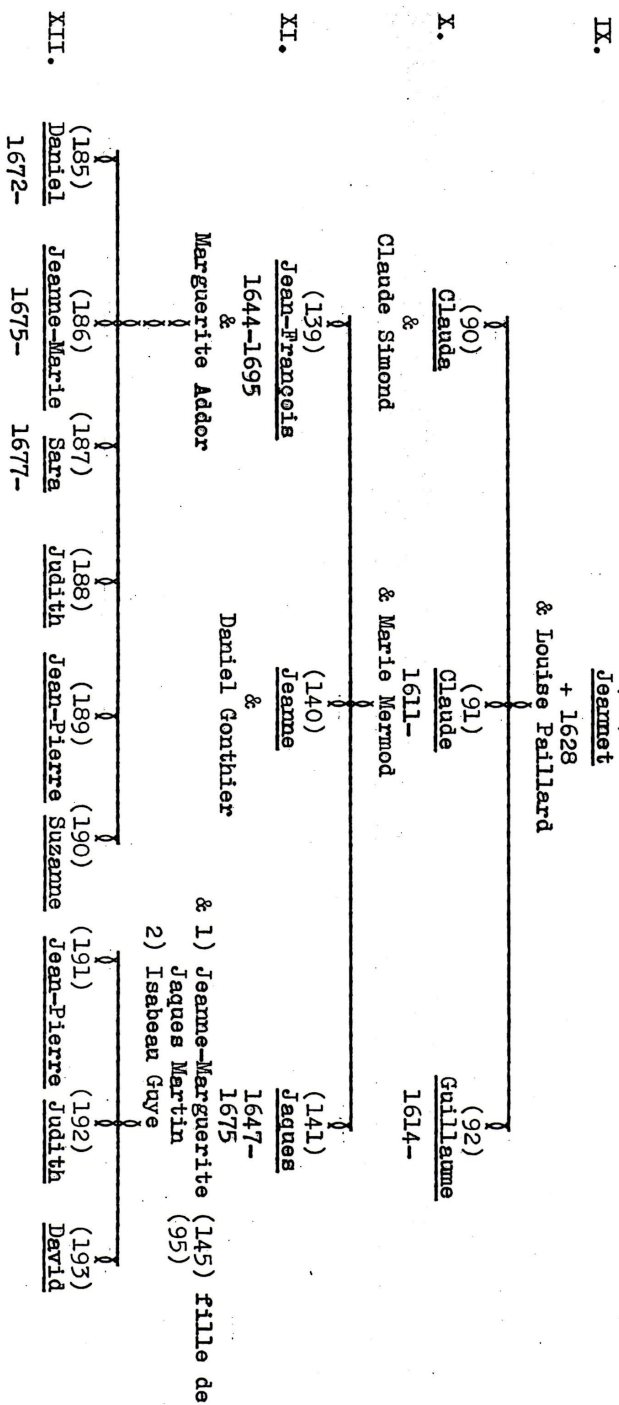 IX.
Jeannet
+ 1628
& Louise Paillard
X.
(90) (91) (92)
Clauda Claude Guillaume
& 1611- 1614-
Claude Simond & Marie Mermod
XI.
(139) (140) (141)
Jean-François Jeanne Jaques
1644-1695 & 1647-
& Daniel Gonthier 1675
Marguerite Addor
& 1) Jeanne-Marguerite (145) fille de
Jaques Martin (95)
2) Isabeau Guye
XII.
(185) (186) (187) (188) (189) (190) (191) (192) (193)
Daniel Jeanne-Marie Sara Judith Jean-Pierre Suzanne Jean-Pierre Judith David
1672- 1675- 1677-